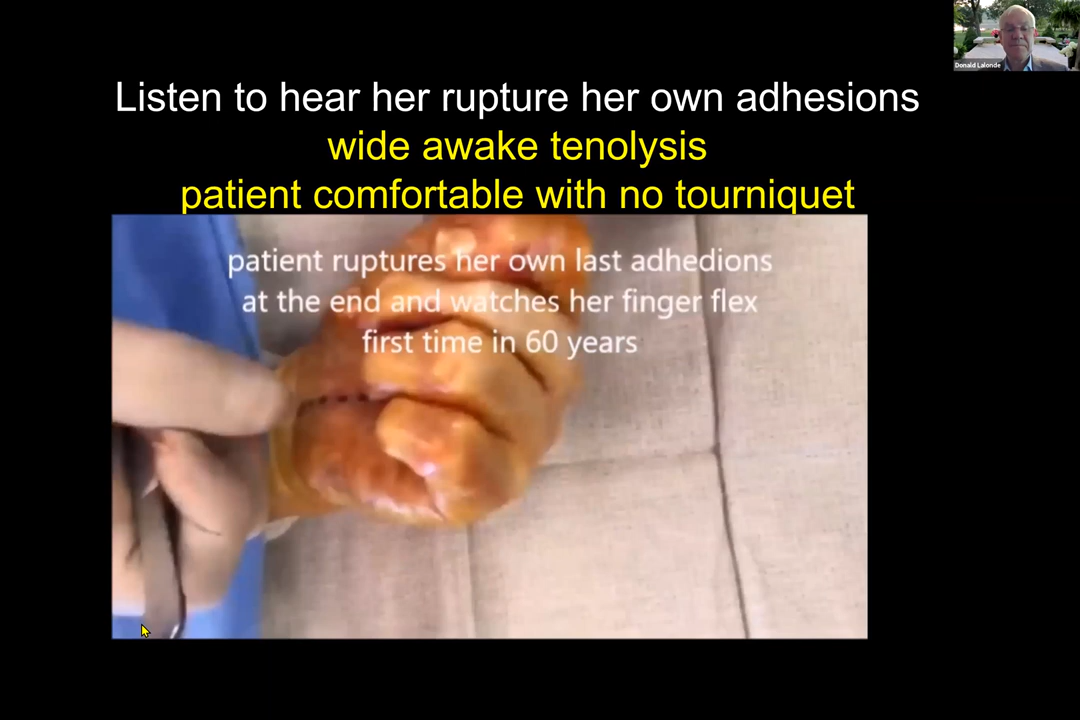 Donald Lalonde
Listen to hear her rupture her own adhesions
wide awake tenolysis
patient comfortable with no tourniquet
patient ruptures her own last adhedions
at the end and watches her finger flex
first time in 60 years